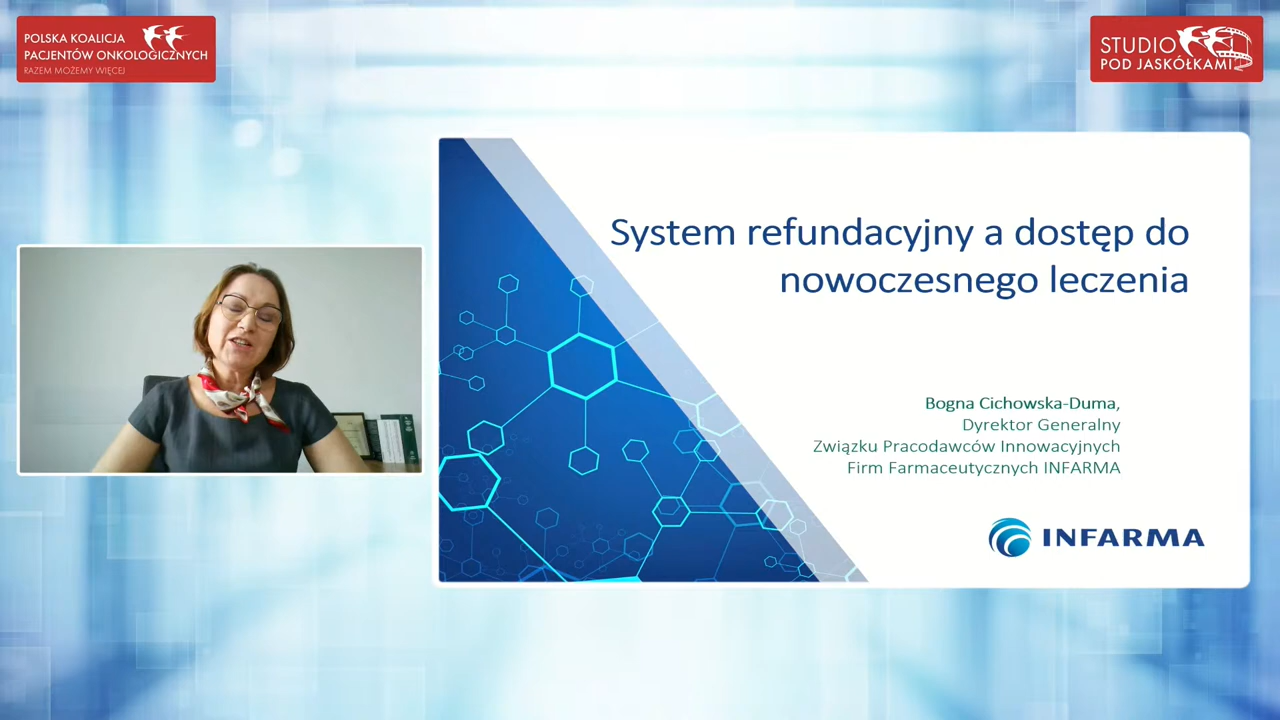 POLSKA KOALICJA
PACJENTÓW ONKOLOGICZNYCH
RAZEM MOŻEMY WIĘCEJ
STUDIO
POD JASKÓŁKAMI
System refundacyjny a dostęp do
nowoczesnego leczenia
Bogna Cichowska-Duma,
Dyrektor Generalny
Związku Pracodawców Innowacyjnych
Firm Farmaceutycznych INFARMA
INFARMA